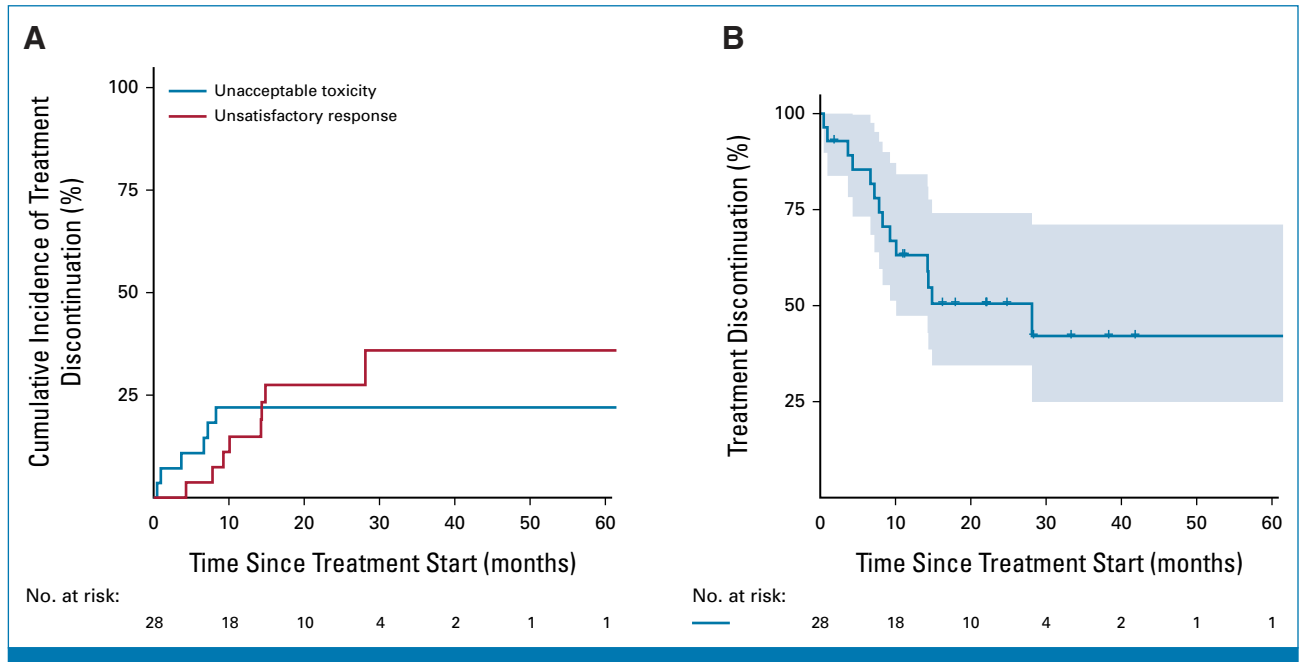 A
Cumulative Incidence of Treatment
Discontinuation (%)
100
75
50
25
Unacceptable toxicity
Unsatisfactory response
0 10 20 30 40 50 60
Time Since Treatment Start (months)
No. at risk:
28 18 10 4 2 1 1
B
Treatment Discontinuation (%)
100
75
50
25
0 10 20 30 40 50 60
Time Since Treatment Start (months)
No. at risk:
28 18 10 4 2 1 1